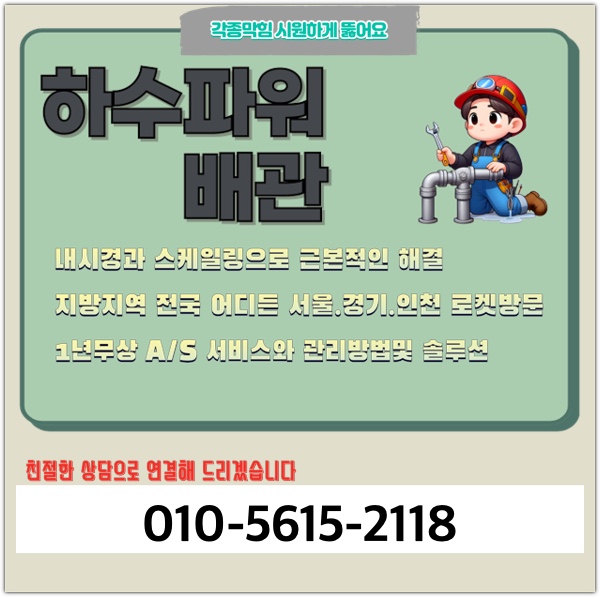 각종막힘 시원하게 뚫어요
하수파워
배관
내시경과 스케일링으로 근본적인 해결
지방지역 전국 어디든 서울.경기.인천 로켓방문
1년무상 A/S 서비스와 관리방법및 솔루션
친절한 상담으로 연결해 드리겠습니다
010-5615-2118